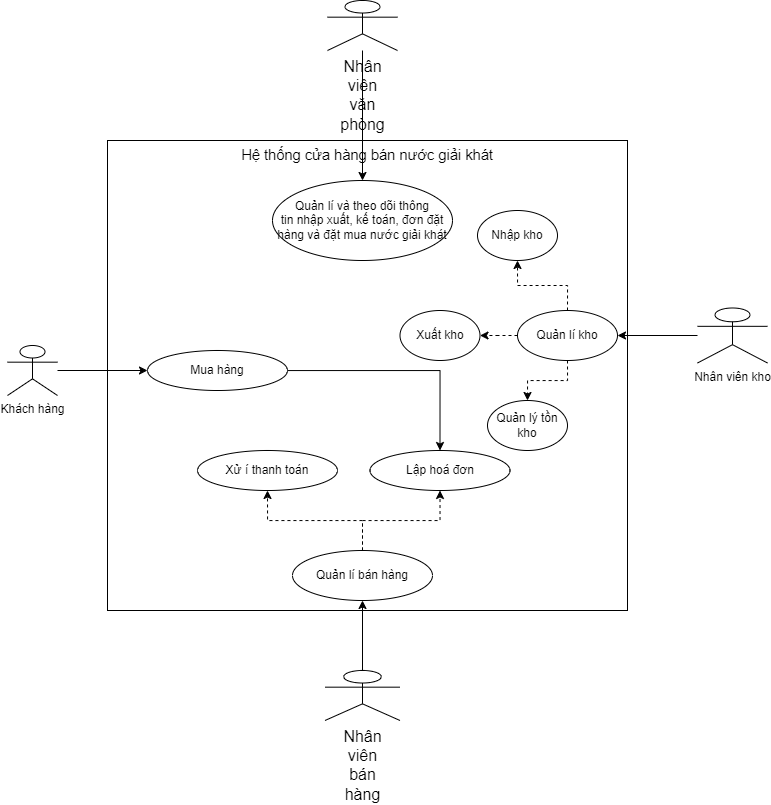 Nhân
viên
văn
phòng
Hệ thống cửa hàng bán nước giải khát
Quản lí và theo dõi thông
tin nhập xuất, kế toán, đơn đặt
hàng và đặt mua nước giải khát
Nhập kho
Xuất kho
Quản lí kho
Nhân viên kho
Mua hàng
Khách hàng
Quản lý tồn
kho
Xử í thanh toán
Lập hoá đơn
Quản lí bán hàng
Nhân
viên
bán
hàng